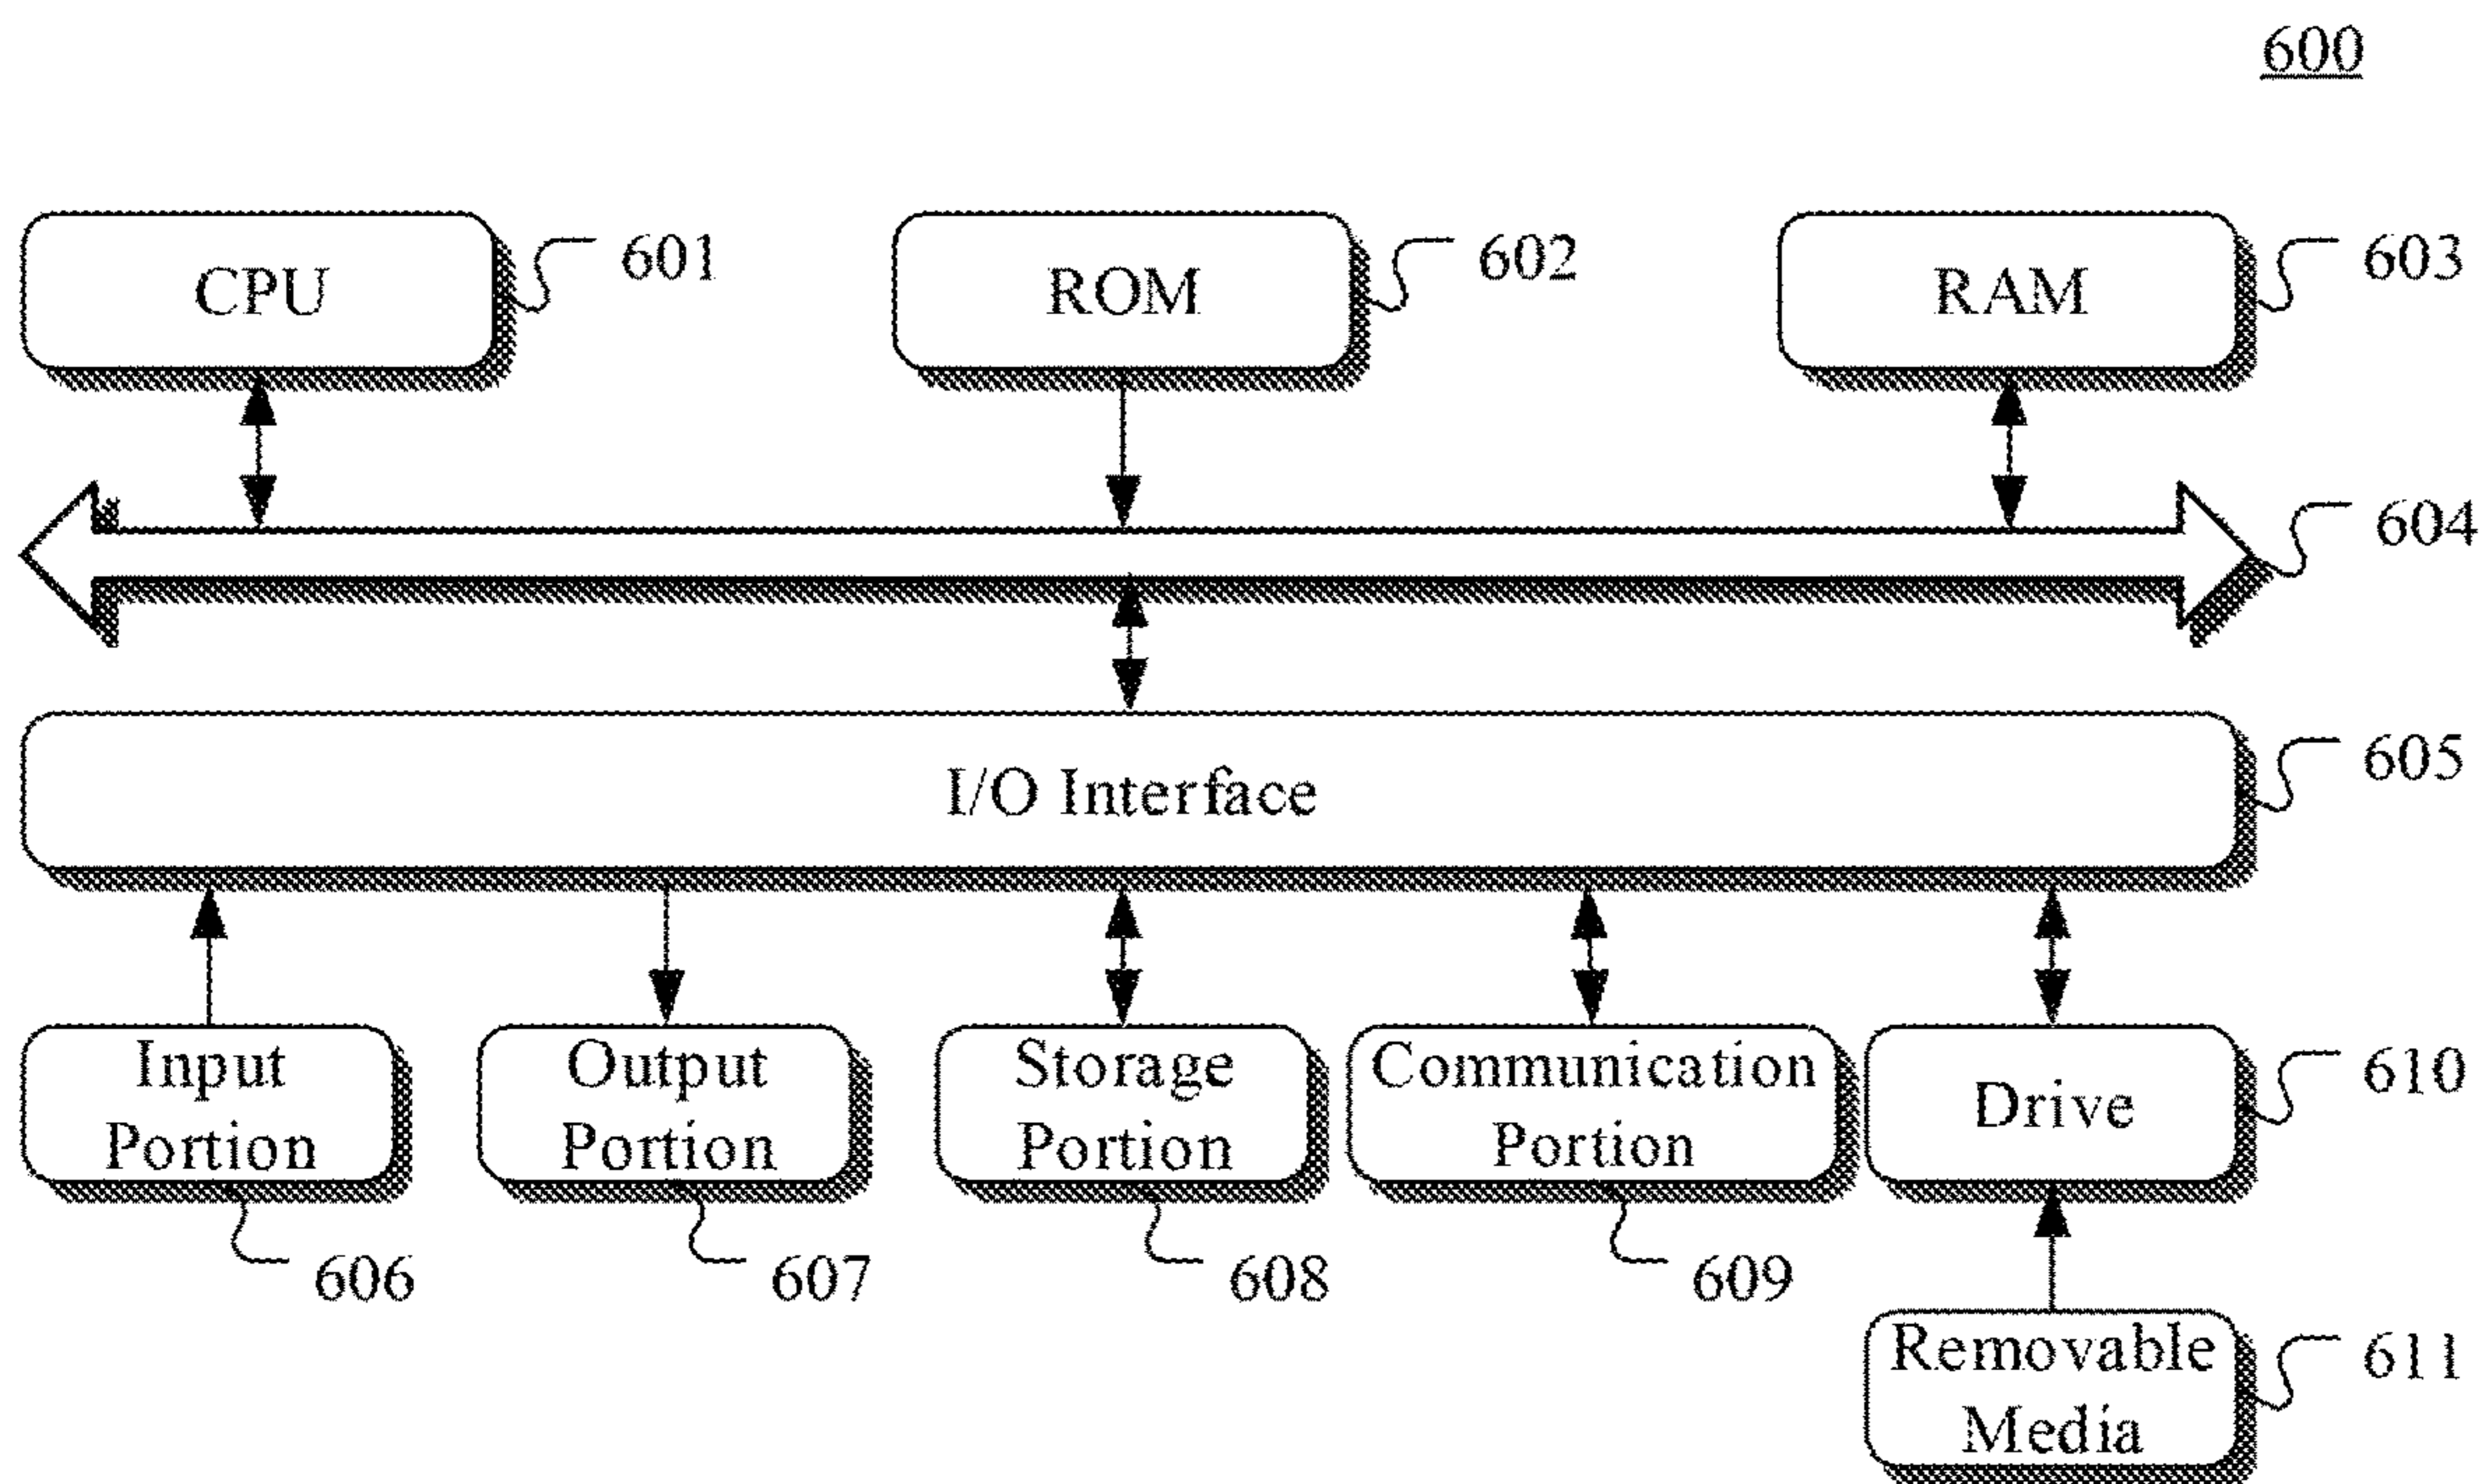 600
CPU
601
ROM
602
RAM
603
604
I/O Interface
605
Input
Portion
606
Output
Portion
607
Storage
Portion
608
Communication
Portion
609
Drive
610
Removable
Media
611